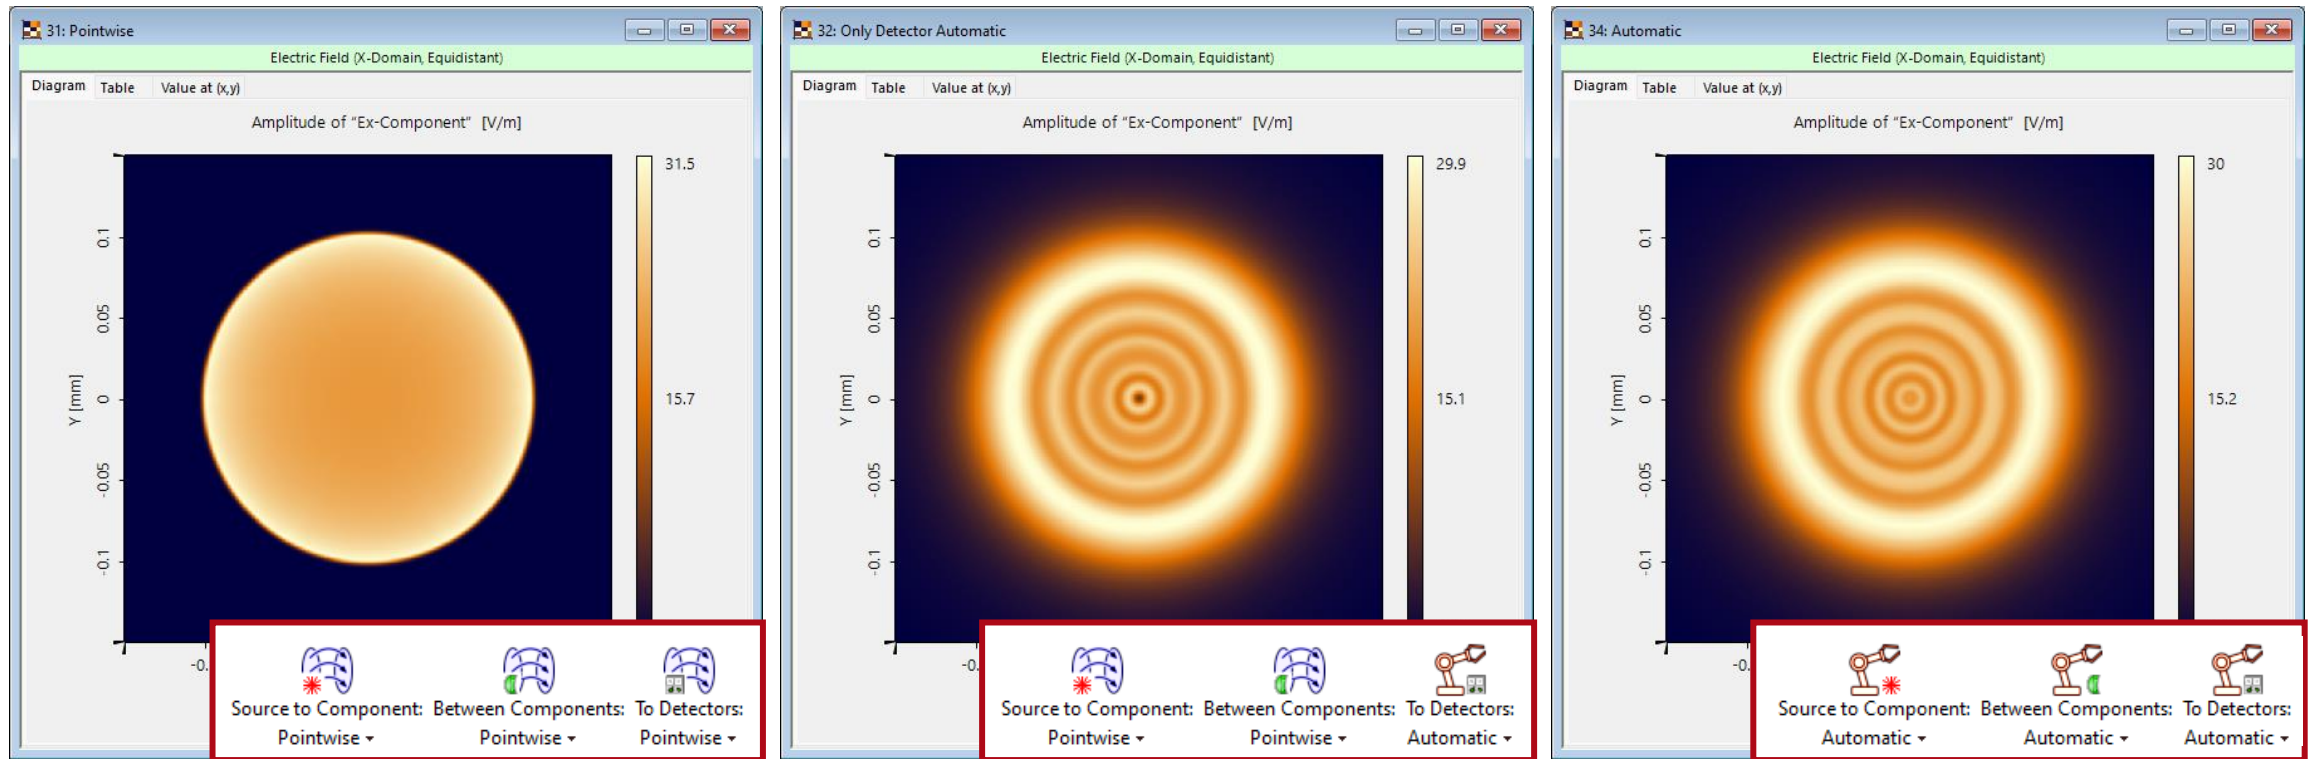 31: Pointwise
Electric Field (X-Domain, Equidistant)
Diagram Table Value at (x,y)
Amplitude of "Ex-Component" [V/m]
31.5
15.7
0.1
0.05
0
-0.05
-0.1
Y [mm]
-0.
Source to Component: Between Components: To Detectors:
Pointwise Pointwise Pointwise
32: Only Detector Automatic
Electric Field (X-Domain, Equidistant)
Diagram Table Value at (x,y)
Amplitude of "Ex-Component" [V/m]
29.9
15.1
0.1
0.05
0
-0.05
-0.1
Y [mm]
-0.
Source to Component: Between Components: To Detectors:
Pointwise Pointwise Automatic
34: Automatic
Electric Field (X-Domain, Equidistant)
Diagram Table Value at (x,y)
Amplitude of "Ex-Component" [V/m]
30
15.2
0.1
0.05
0
-0.05
-0.1
Y [mm]
-0.
Source to Component: Between Components: To Detectors:
Automatic Automatic Automatic